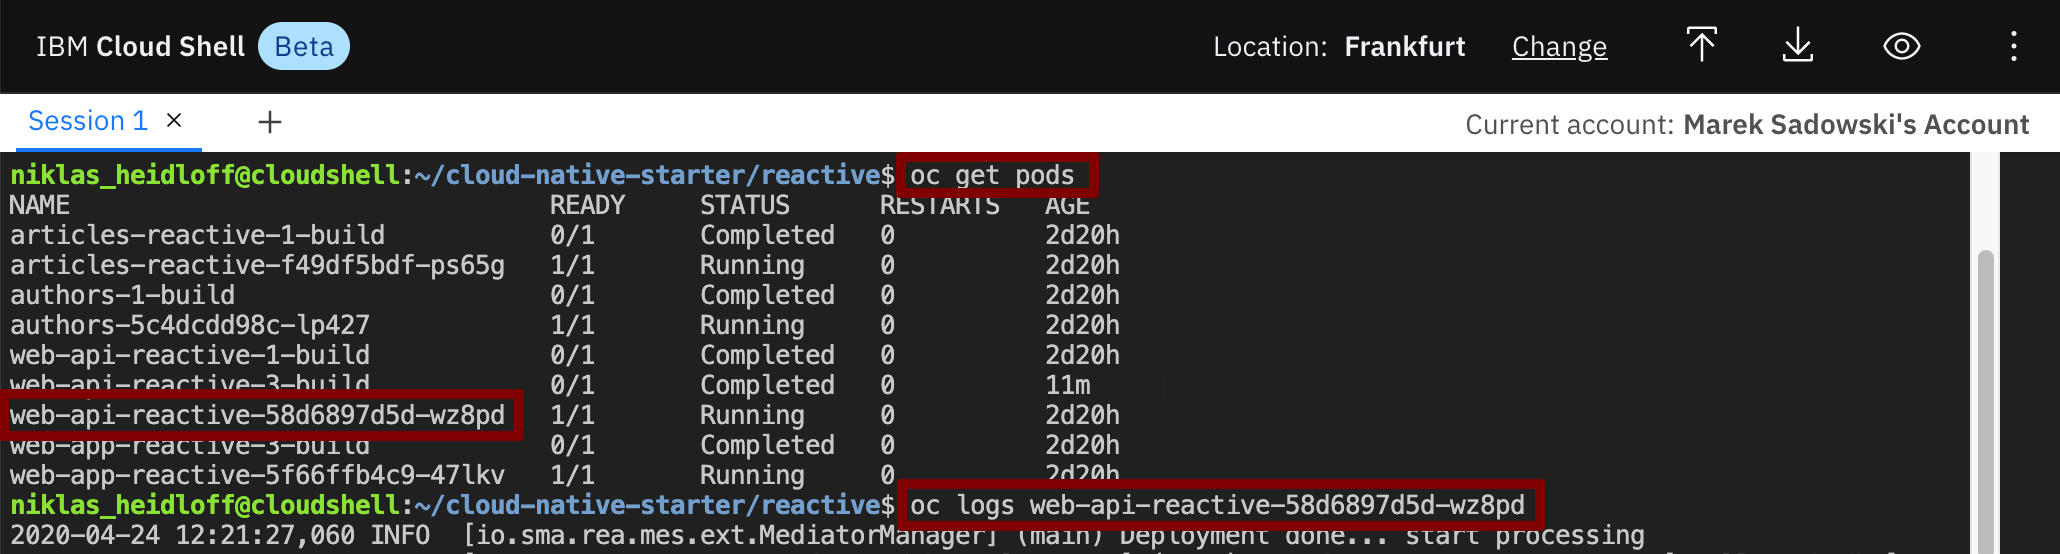 IBM Cloud Shell Beta Location: Frankfurt Change
Session 1 × + Current account: Marek Sadowski's Account
niklas_heidloff@cloudshell:~/cloud-native-starter/reactive$ oc get pods
NAME READY STATUS RESTARTS AGE
articles-reactive-1-build 0/1 Completed 0 2d20h
articles-reactive-f49df5bdf-ps65g 1/1 Running 0 2d20h
authors-1-build 0/1 Completed 0 2d20h
authors-5c4dcdd98c-lp427 1/1 Running 0 2d20h
web-api-reactive-1-build 0/1 Completed 0 2d20h
web-api-reactive-3-build 0/1 Completed 0 11m
web-api-reactive-58d6897d5d-wz8pd 1/1 Running 0 2d20h
web-app-reactive-3-build 0/1 Completed 0 2d20h
web-app-reactive-5f66ffb4c9-47lkv 1/1 Running 0 2d20h
niklas_heidloff@cloudshell:~/cloud-native-starter/reactive$ oc logs web-api-reactive-58d6897d5d-wz8pd
2020-04-24 12:21:27,060 INFO [io.sma.rea.mes.ext.MediatorManager] (main) Deployment done... start processing